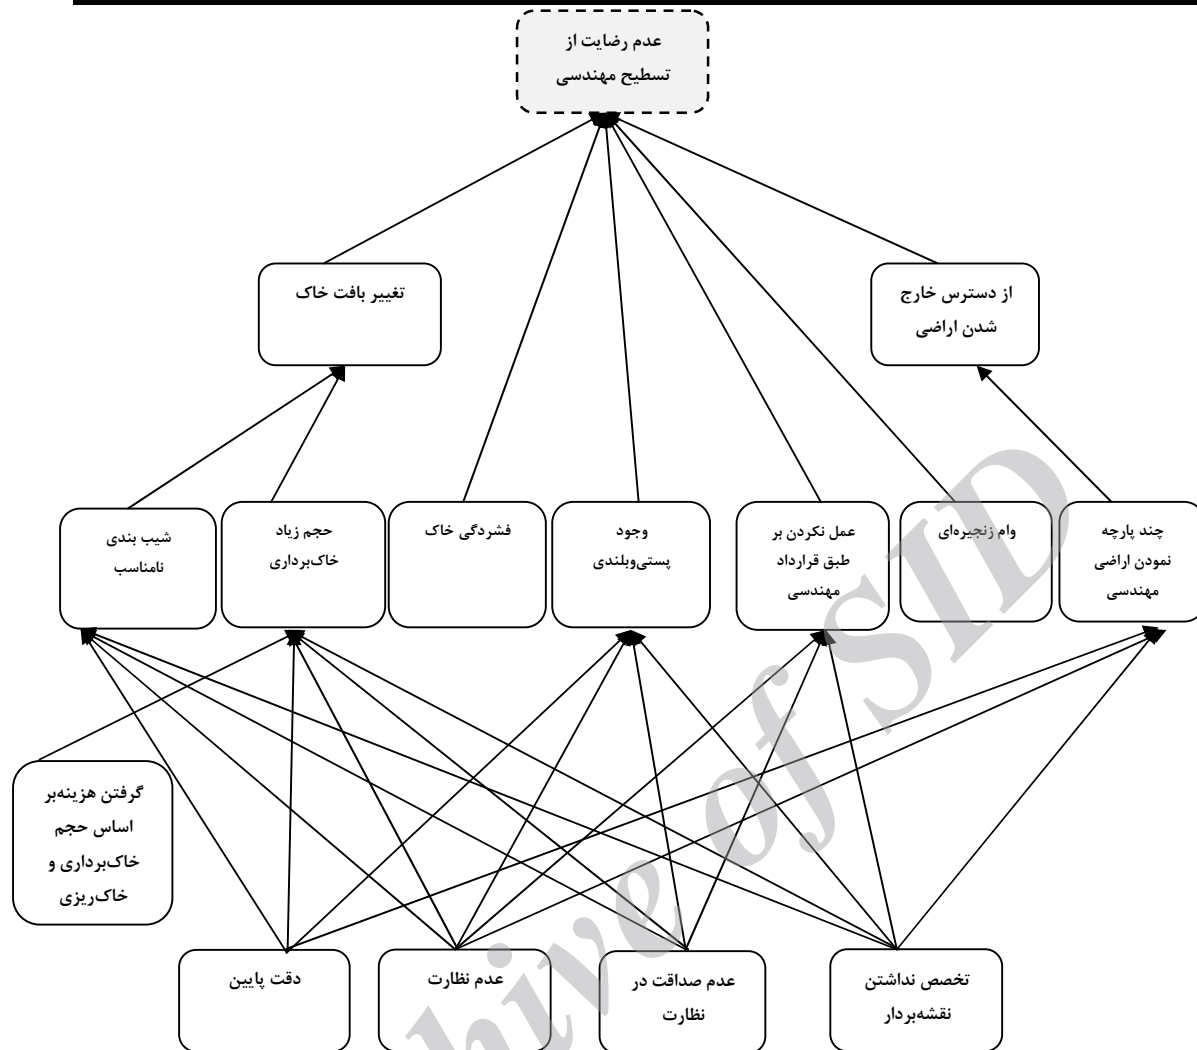 عدم رضایت از
تسطیح مهندسی
از دسترس خارج
شدن اراضی
تغییر بافت خاک
چند پارچه
نمودن اراضی
مهندسی
وام زنجیره‌ای
عمل نکردن بر
طبق قرارداد
مهندسی
وجود
پستی‌وبلندی
فشردگی خاک
حجم زیاد
خاک‌برداری
شیب بندی
نامناسب
گرفتن هزینه‌بر
اساس حجم
خاک‌برداری و
خاک‌ریزی
تخصص نداشتن
نقشه‌بردار
عدم صداقت در
نظارت
عدم نظارت
دقت پایین
hive of SID